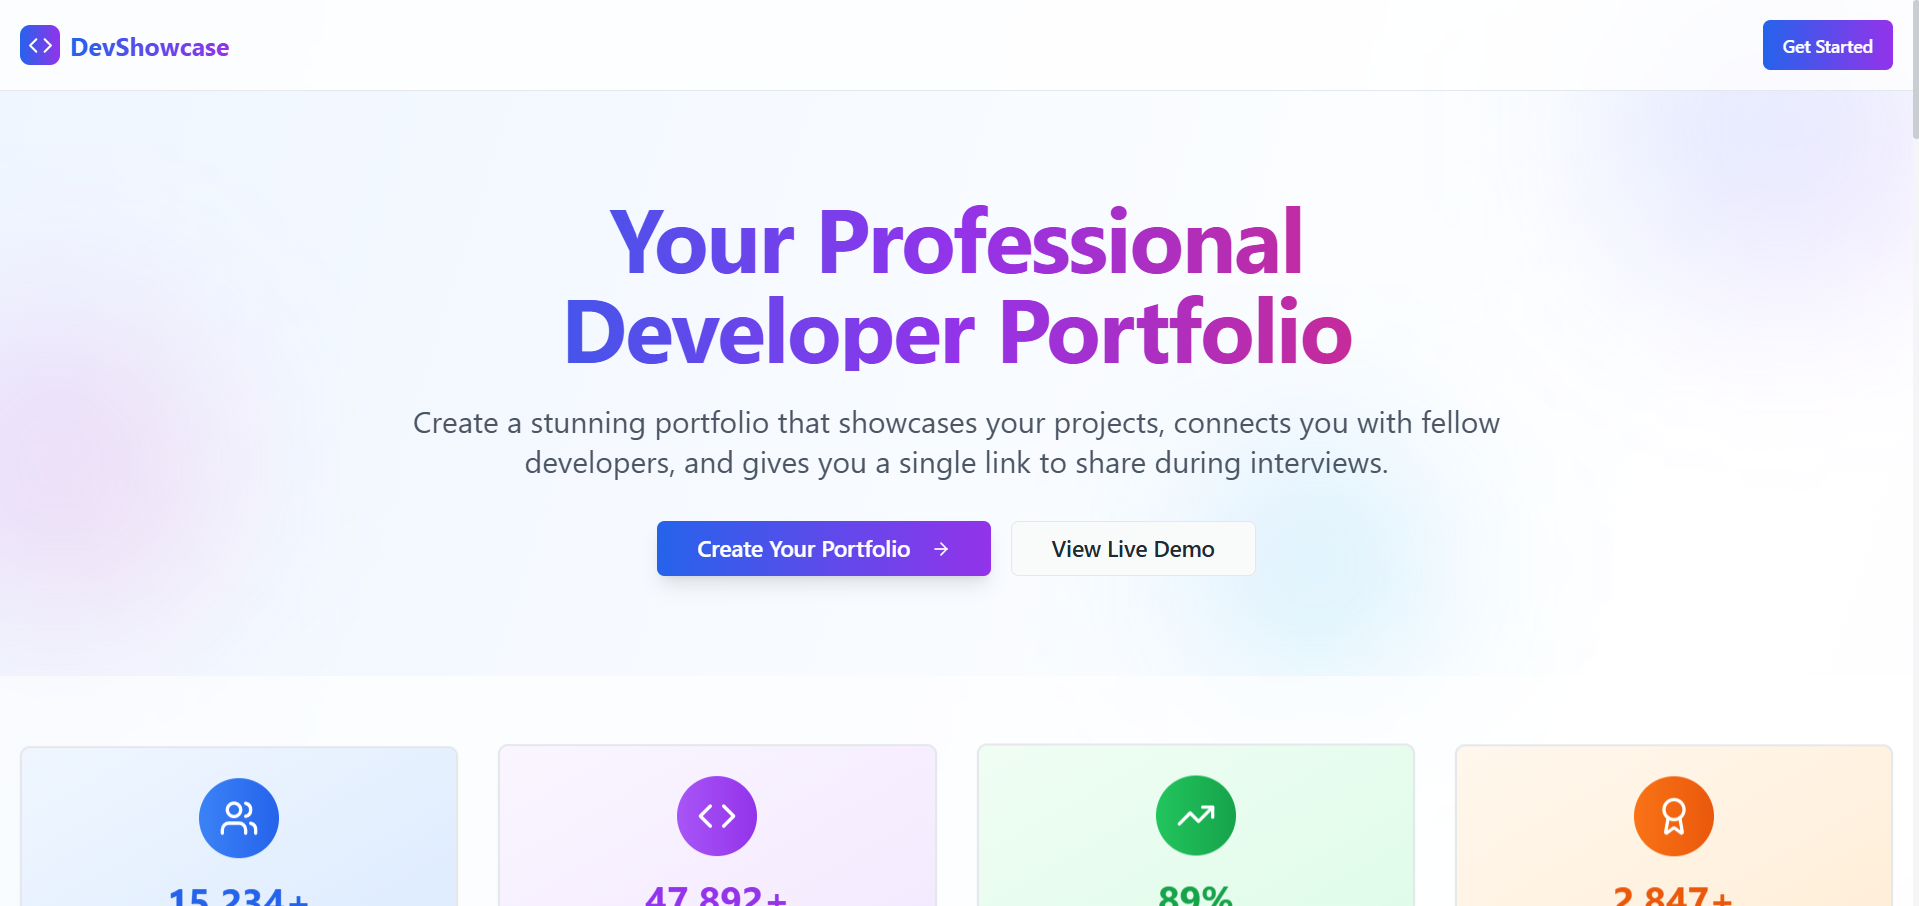 DevShowcase
Get Started
Your Professional
Developer Portfolio
Create a stunning portfolio that showcases your projects, connects you with fellow
developers, and gives you a single link to share during interviews.
Create Your Portfolio
View Live Demo
15,234+
47,892+
89%
2,847+